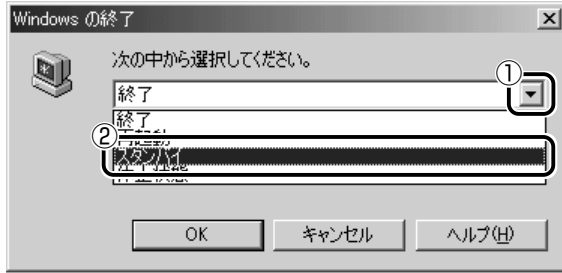 Windows の終了
次の中から選択してください。
①
終了
終了
②
スタンバイ
OK
キャンセル
ヘルプ(H)